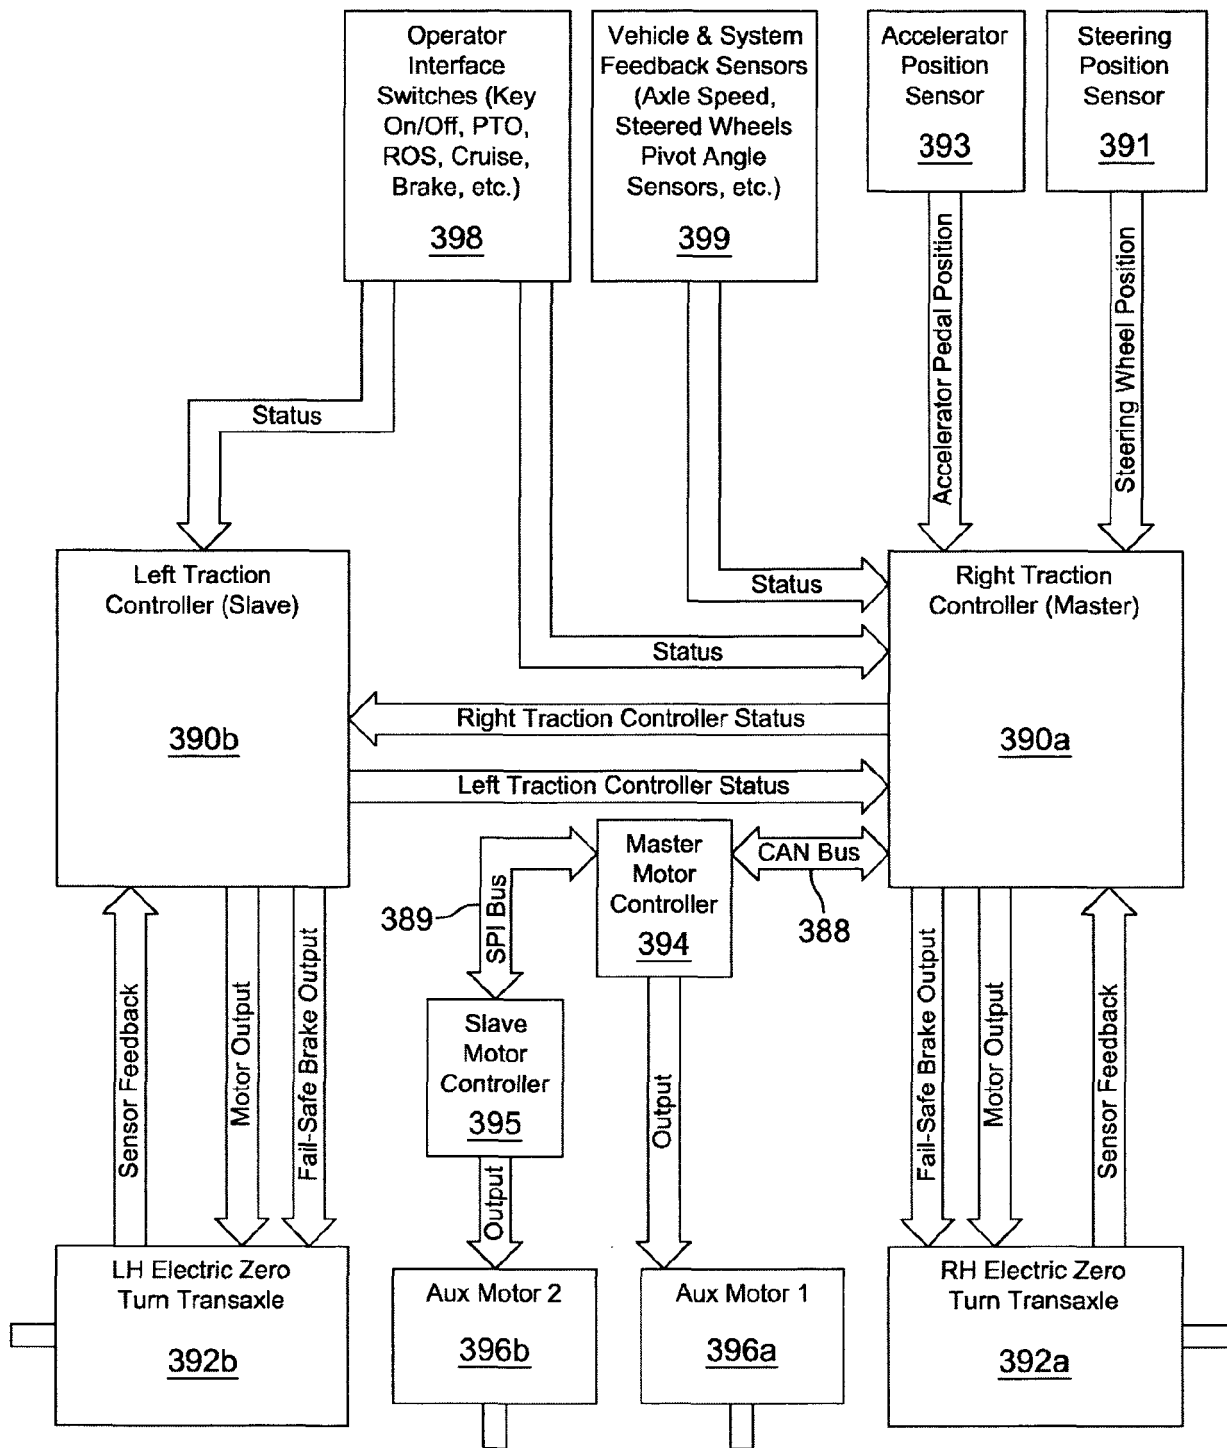 Operator
Interface
Switches (Key
On/Off, PTO,
ROS, Cruise,
Brake, etc.)
398
Vehicle & System
Feedback Sensors
(Axle Speed,
Steered Wheels
Pivot Angle
Sensors, etc.)
399
Accelerator
Position
Sensor
393
Steering
Position
Sensor
391
Accelerator Pedal Position
Steering Wheel Position
Status
Left Traction
Controller (Slave)
390b
Status
Status
Right Traction
Controller (Master)
390a
Right Traction Controller Status
Left Traction Controller Status
Master
Motor
Controller
394
CAN Bus
388
389
SPI Bus
Slave
Motor
Controller
395
Sensor Feedback
Motor Output
Fail-Safe Brake Output
Output
Output
Fail-Safe Brake Output
Motor Output
Sensor Feedback
LH Electric Zero
Turn Transaxle
392b
Aux Motor 2
396b
Aux Motor 1
396a
RH Electric Zero
Turn Transaxle
392a